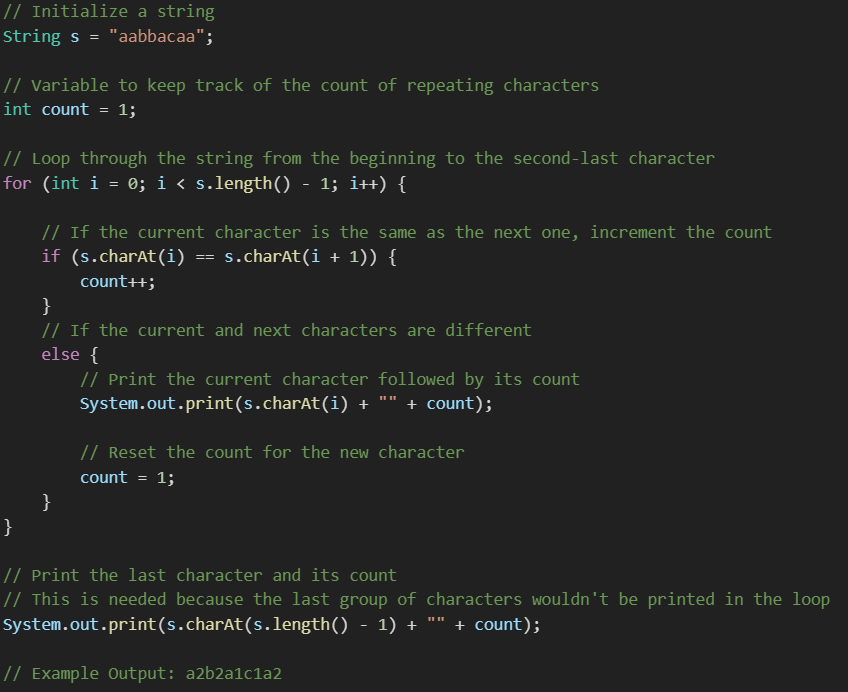 // Initialize a string
String s = "aabbacaa";

// Variable to keep track of the count of repeating characters
int count = 1;

// Loop through the string from the beginning to the second-last character
for (int i = 0; i < s.length() - 1; i++) {

    // If the current character is the same as the next one, increment the count
    if (s.charAt(i) == s.charAt(i + 1)) {
        count++;
    }
    // If the current and next characters are different
    else {
        // Print the current character followed by its count
        System.out.print(s.charAt(i) + "" + count);

        // Reset the count for the new character
        count = 1;
    }
}

// Print the last character and its count
// This is needed because the last group of characters wouldn't be printed in the loop
System.out.print(s.charAt(s.length() - 1) + "" + count);

// Example Output: a2b2a1c1a2